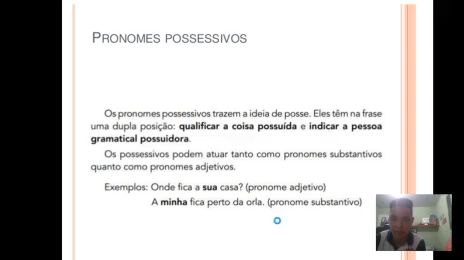 PRONOMES POSSESSIVOS
Os pronomes possessivos trazem a ideia de posse. Eles têm na frase
uma dupla posição: qualificar a coisa possuída e indicar a pessoa
gramatical possuidora.
Os possessivos podem atuar tanto como pronomes substantivos
quanto como pronomes adjetivos.
Exemplos: Onde fica a sua casa? (pronome adjetivo)
A minha fica perto da orla. (pronome substantivo)